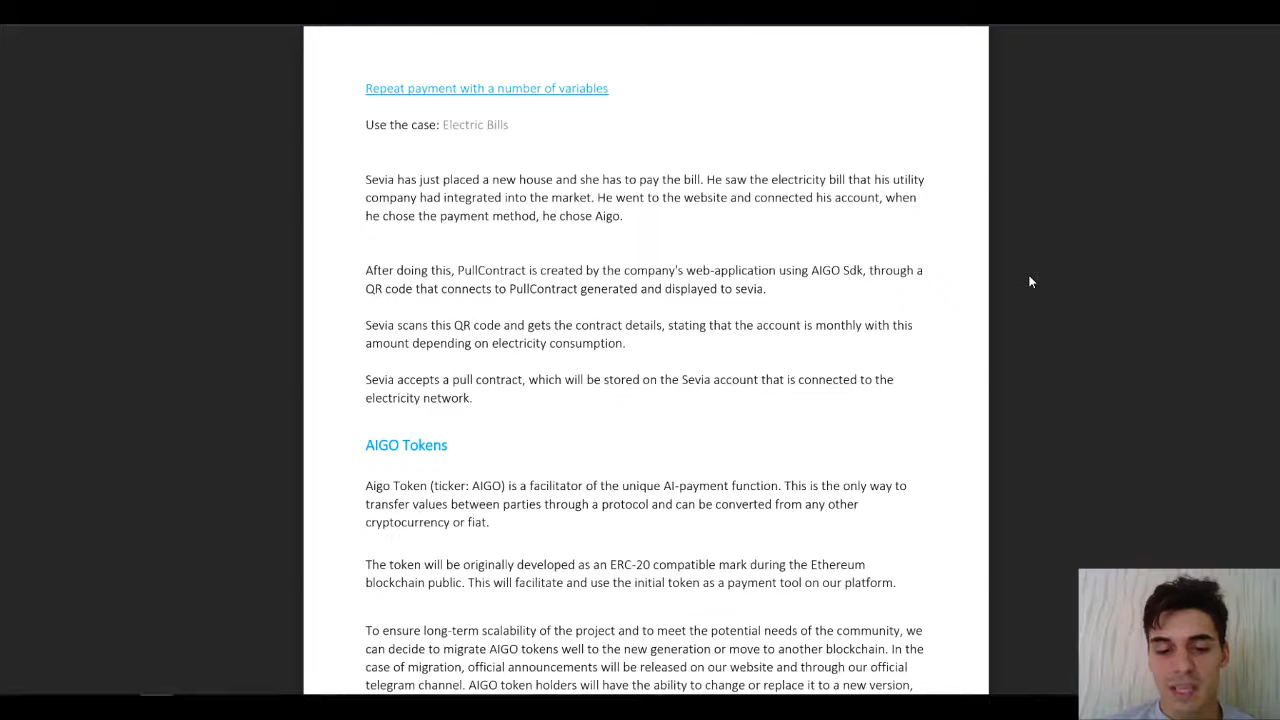 Repeat payment with a number of variables
Use the case: Electric Bills
Sevia has just placed a new house and she has to pay the bill. He saw the electricity bill that his utility
company had integrated into the market. He went to the website and connected his account, when
he chose the payment method, he chose Aigo.
After doing this, PullContract is created by the company's web-application using AIGO Sdk, through a
QR code that connects to PullContract generated and displayed to sevia.
Sevia scans this QR code and gets the contract details, stating that the account is monthly with this
amount depending on electricity consumption.
Sevia accepts a pull contract, which will be stored on the Sevia account that is connected to the
electricity network.
AIGO Tokens
Aigo Token (ticker: AIGO) is a facilitator of the unique AI-payment function. This is the only way to
transfer values between parties through a protocol and can be converted from any other
cryptocurrency or fiat.
The token will be originally developed as an ERC-20 compatible mark during the Ethereum
blockchain public. This will facilitate and use the initial token as a payment tool on our platform.
To ensure long-term scalability of the project and to meet the potential needs of the community, we
can decide to migrate AIGO tokens well to the new generation or move to another blockchain. In the
case of migration, official announcements will be released on our website and through our official
telegram channel. AIGO token holders will have the ability to change or replace it to a new version,